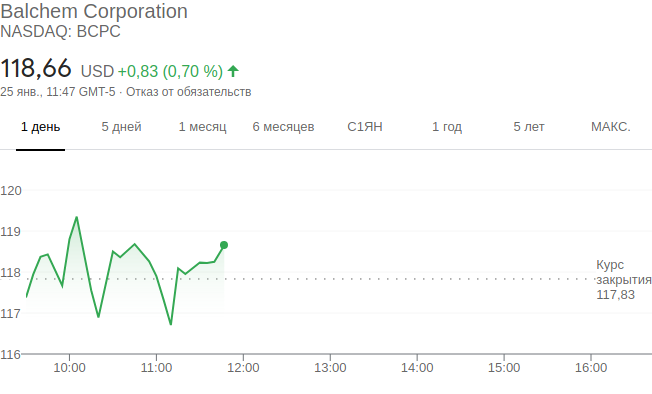 Balchem Corporation
NASDAQ: BCPC
118,66 USD +0,83 (0,70 %)
25 янв., 11:47 GMT-5 · Отказ от обязательств
1 день 5 дней 1 месяц 6 месяцев С1ЯН 1 год 5 лет МАКС.
120
119
118
117
116
Курс
закрытия
117,83
10:00 11:00 12:00 13:00 14:00 15:00 16:00